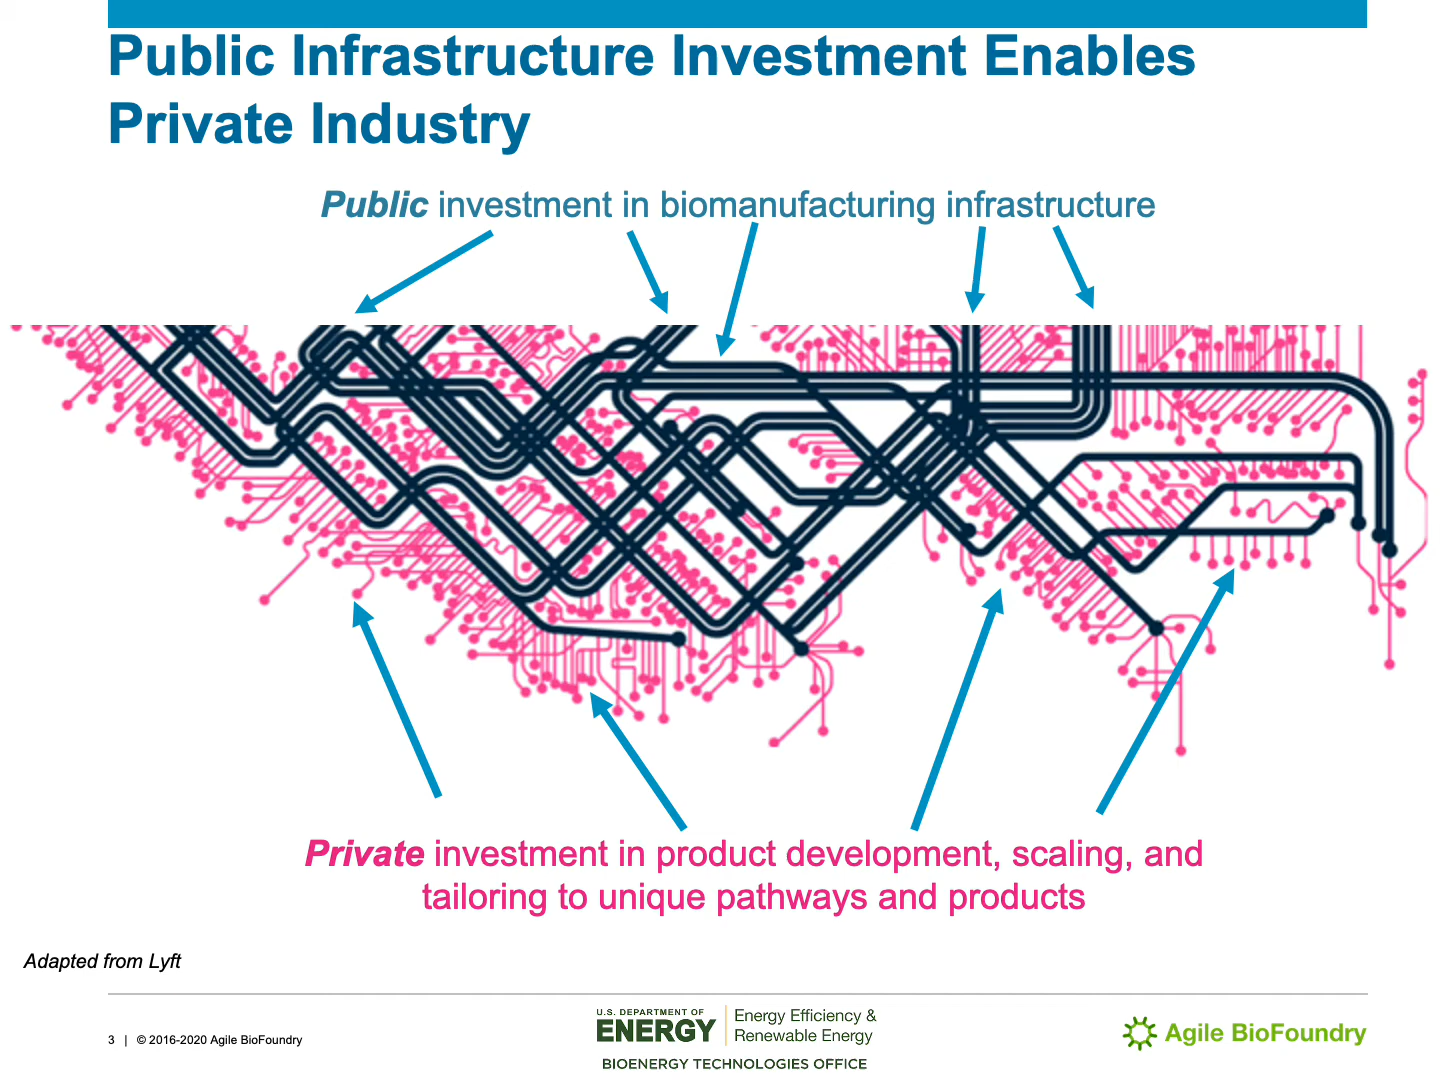 Public Infrastructure Investment Enables
Private Industry
Public investment in biomanufacturing infrastructure
Private investment in product development, scaling, and
tailoring to unique pathways and products
Adapted from Lyft
3 | © 2016-2020 Agile BioFoundry
U.S. DEPARTMENT OF
ENERGY
Energy Efficiency &
Renewable Energy
BIOENERGY TECHNOLOGIES OFFICE
Agile BioFoundry